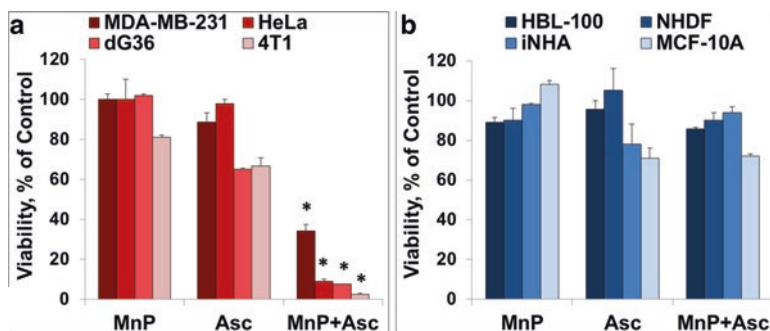 a
MDA-MB-231 HeLa
dG36 4T1
Viability, % of Control
120
100
80
60
40
20
0
* * * *
MnP Asc MnP+Asc
b
HBL-100 NHDF
iNHA MCF-10A
Viability, % of Control
120
100
80
60
40
20
0
MnP Asc MnP+Asc